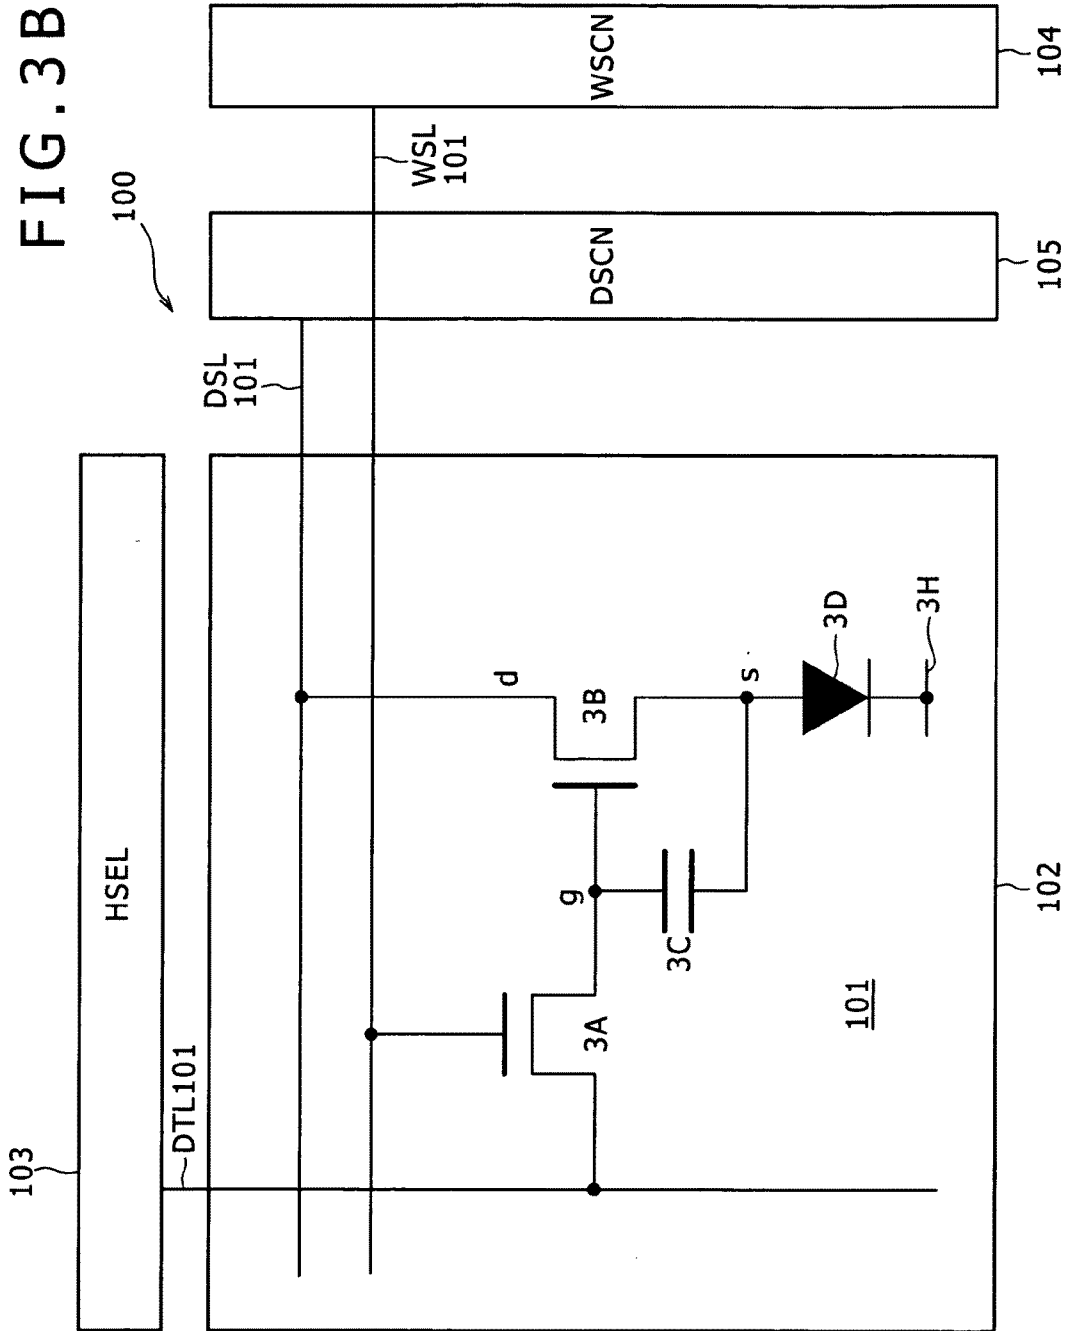 FIG.3B
100
103
HSEL
DTL101
DSL
101
WSL
101
DSCN
105
WSCN
104
d
3B
s
3D
3H
g
3C
3A
101
102